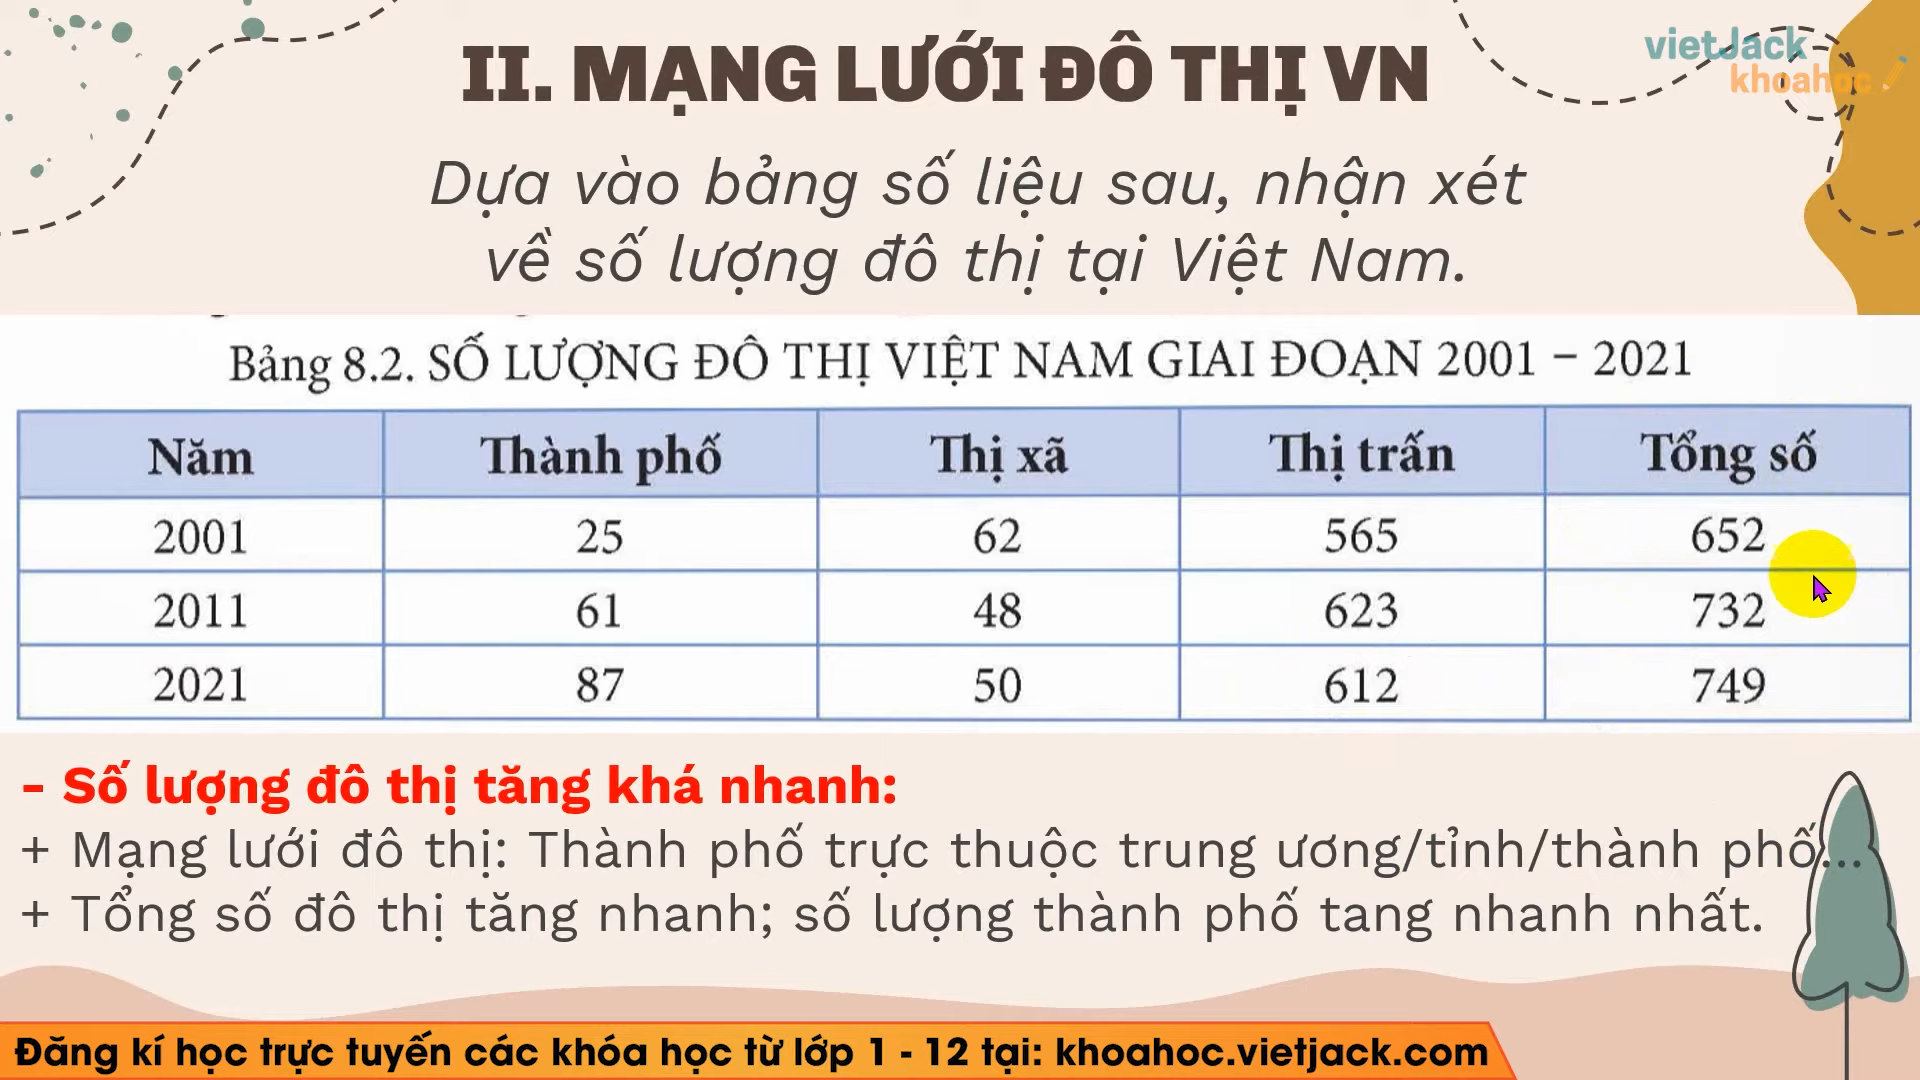 II. MẠNG LƯỚI ĐÔ THỊ VN
vietJack
khoahoc
Dựa vào bảng số liệu sau, nhận xét
về số lượng đô thị tại Việt Nam.
Bảng 8.2. SỐ LƯỢNG ĐÔ THỊ VIỆT NAM GIAI ĐOẠN 2001 – 2021
Năm Thành phố Thị xã Thị trấn Tổng số
2001 25 62 565 652
2011 61 48 623 732
2021 87 50 612 749
- Số lượng đô thị tăng khá nhanh:
+ Mạng lưới đô thị: Thành phố trực thuộc trung ương/tỉnh/thành phố...
+ Tổng số đô thị tăng nhanh; số lượng thành phố tang nhanh nhất.
Đăng kí học trực tuyến các khóa học từ lớp 1 - 12 tại: khoahoc.vietjack.com